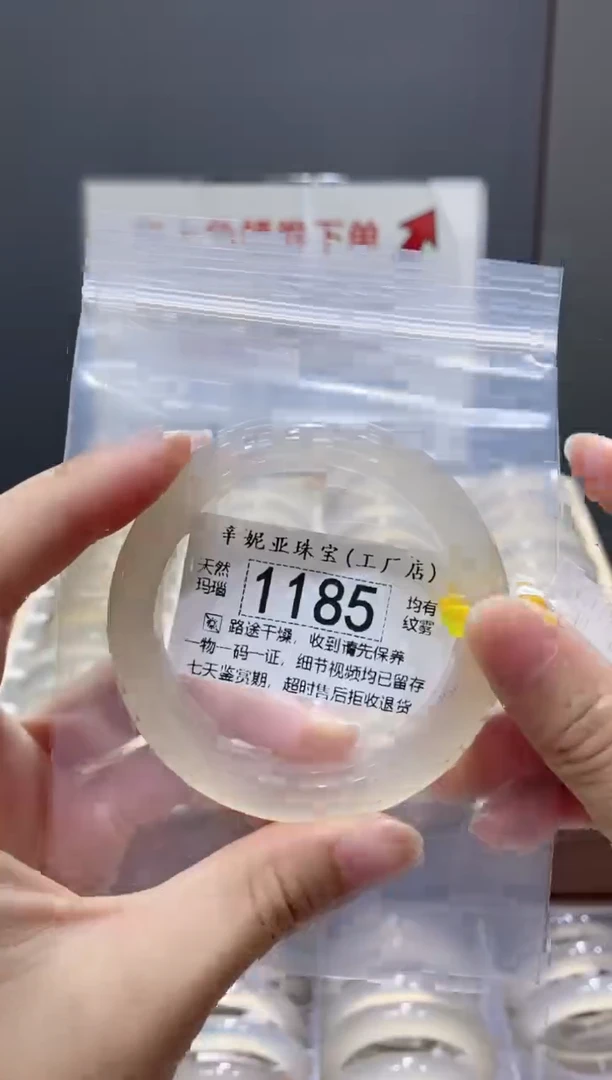 下单
辛妮亚珠宝(工厂店)
天然
玛瑙
1185
均有
纹雾
路途干燥，收到请先保养
一物一码一证，细节视频均已留存
七天鉴赏期，超时售后拒收退货